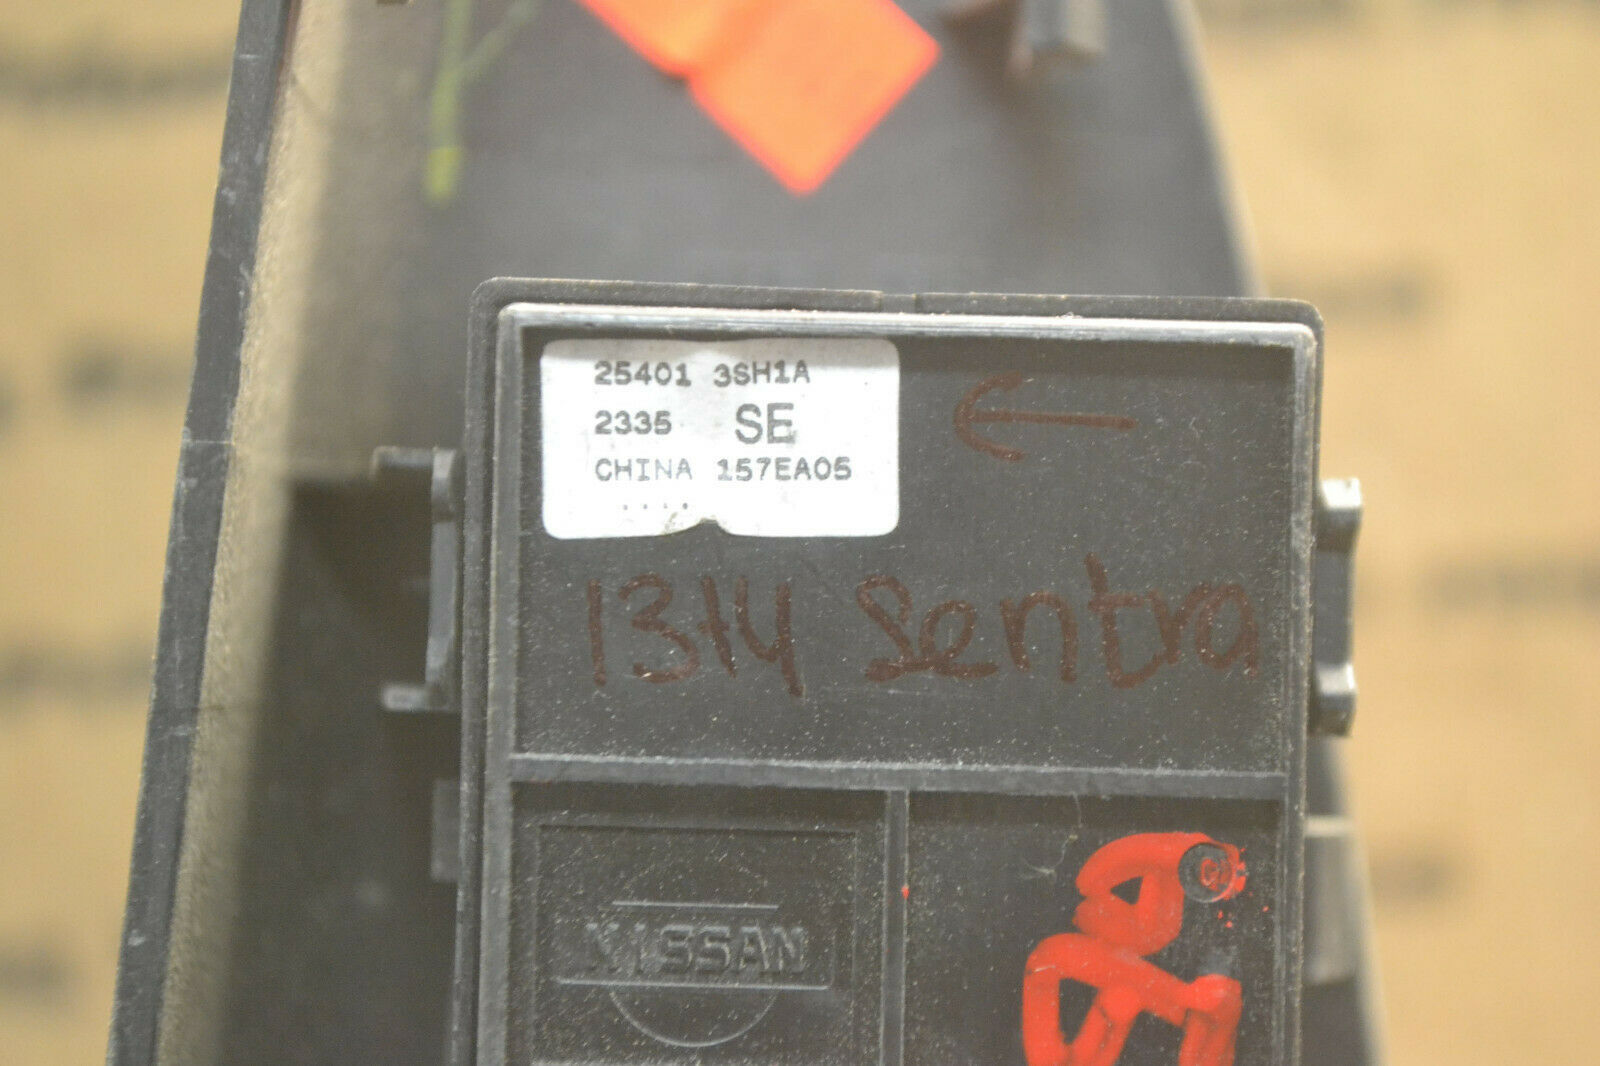 25401 3SH1A
2335 SE
CHINA 157EA05
1314 Sentra
NISSAN